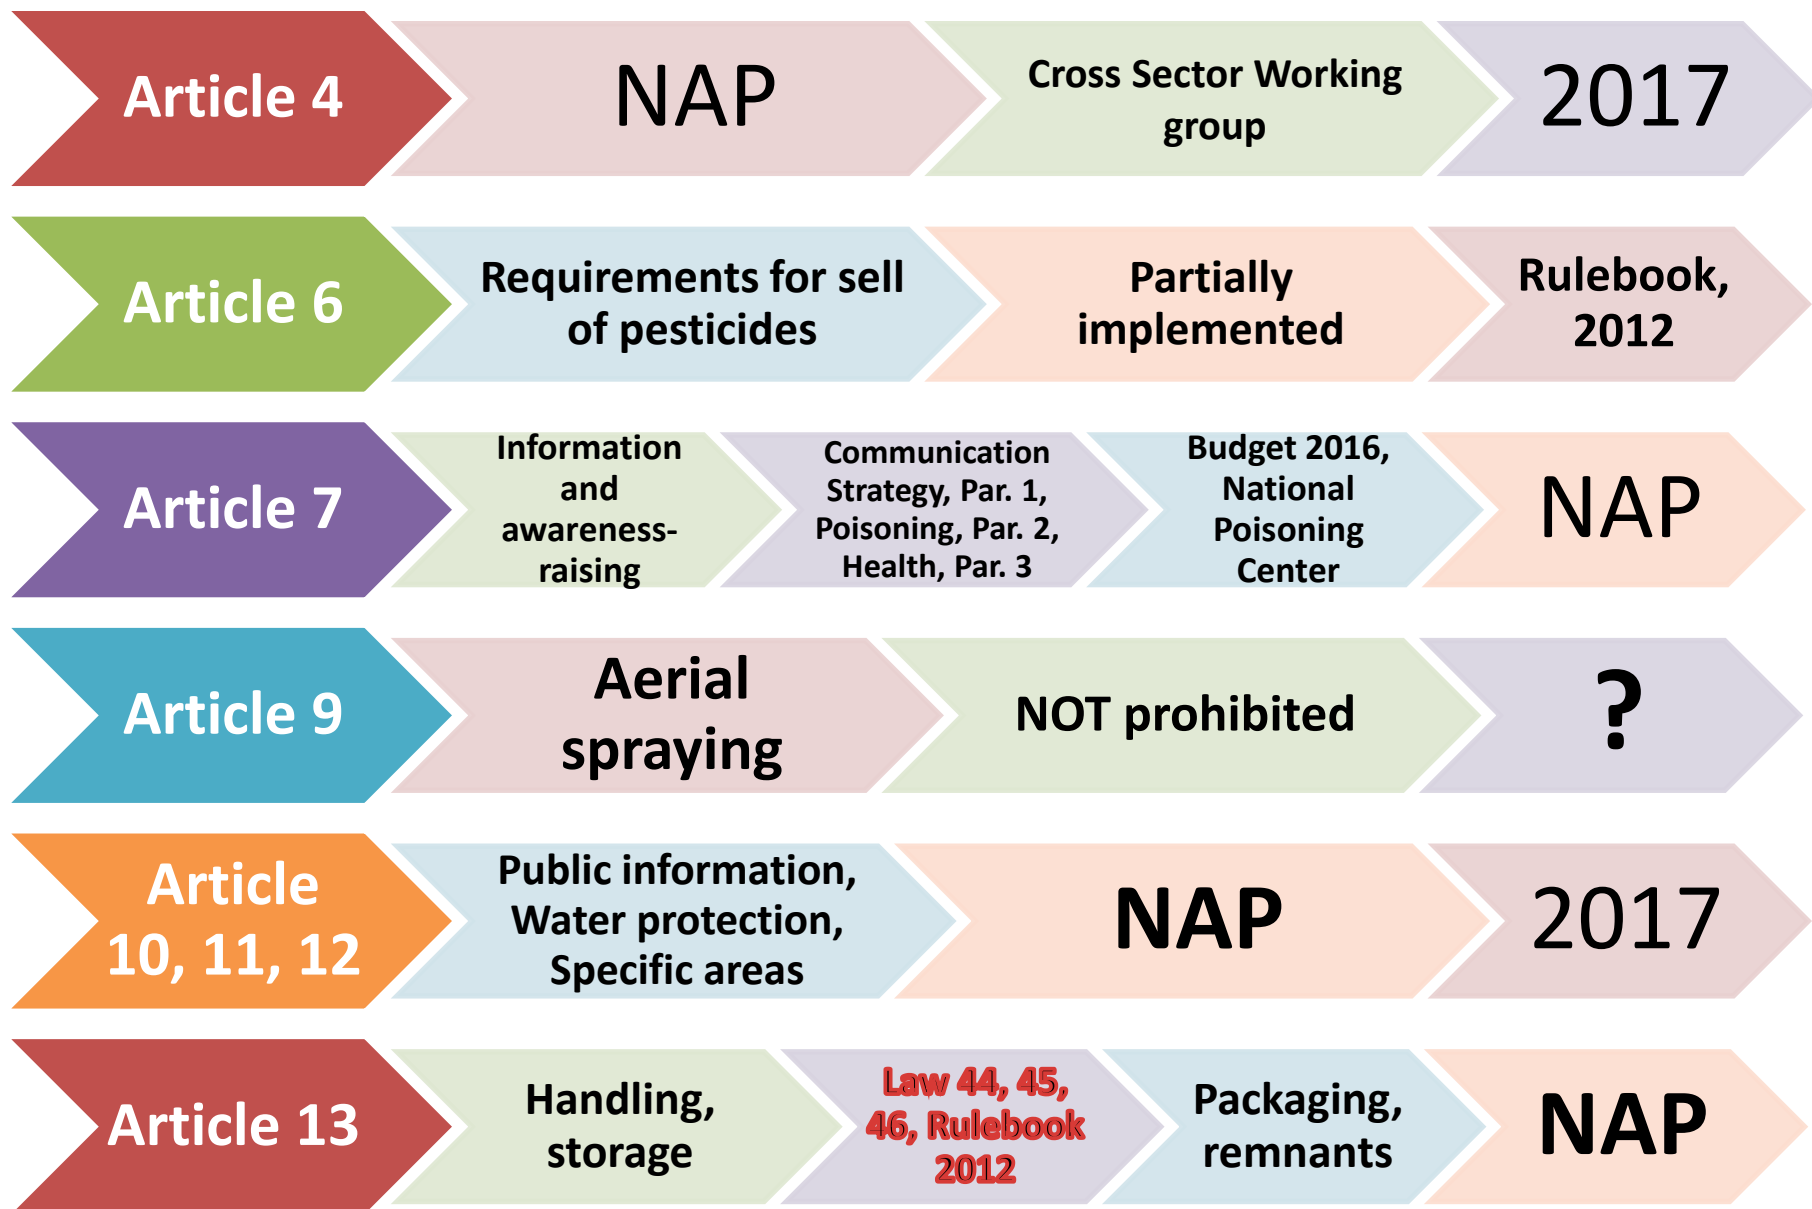 Article 4
NAP
Cross Sector Working
group
2017
Article 6
Requirements for sell
of pesticides
Partially
implemented
Rulebook,
2012
Article 7
Information
and
awareness-
raising
Communication
Strategy, Par. 1,
Poisoning, Par. 2,
Health, Par. 3
Budget 2016,
National
Poisoning
Center
NAP
Article 9
Aerial
spraying
NOT prohibited
?
Article
10, 11, 12
Public information,
Water protection,
Specific areas
NAP
2017
Article 13
Handling,
storage
Law 44, 45,
46, Rulebook
2012
Packaging,
remnants
NAP